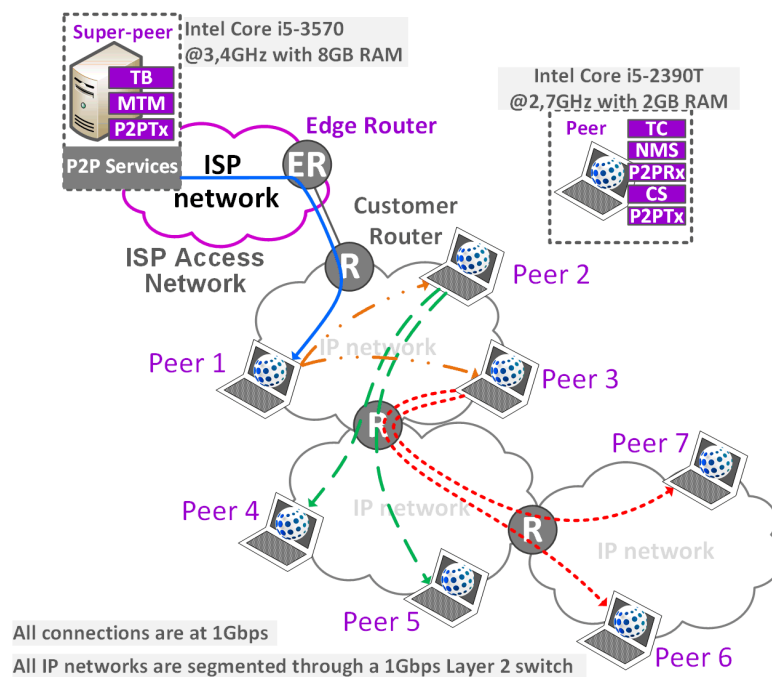 Super-peer
Intel Core i5-3570
@3,4GHz with 8GB RAM
TB
MTM
P2PTx
P2P Services
Intel Core i5-2390T
@2,7GHz with 2GB RAM
Peer
TC
NMS
P2PRx
CS
P2PTx
Edge Router
ISP
network
ER
ISP Access
Network
Customer
Router
R
Peer 2
IP network
Peer 1
Peer 3
R
Peer 7
Peer 4
IP network
R
IP network
Peer 5
Peer 6
All connections are at 1Gbps
All IP networks are segmented through a 1Gbps Layer 2 switch